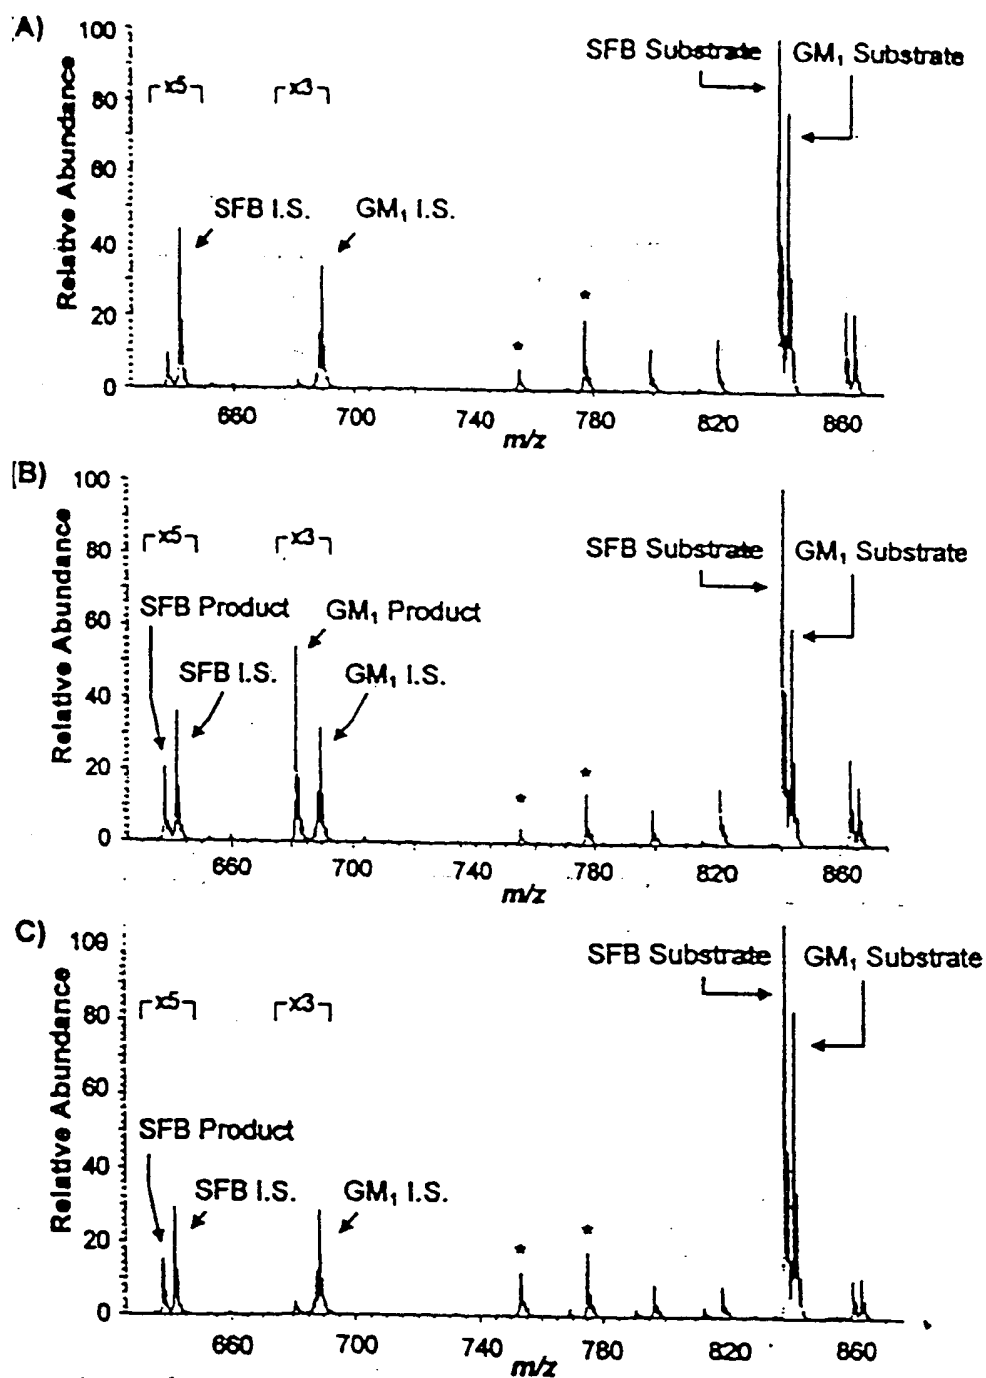 A)
100
80
60
40
20
0
Relative Abundance
x5
x3
SFB I.S.
GM₁ I.S.
*
*
SFB Substrate
GM₁ Substrate
660
700
740
780
820
860
m/z
B)
100
80
60
40
20
0
Relative Abundance
x5
x3
SFB Product
SFB I.S.
GM₁ Product
GM₁ I.S.
*
*
SFB Substrate
GM₁ Substrate
660
700
740
780
820
860
m/z
C)
100
80
60
40
20
0
Relative Abundance
x5
x3
SFB Product
SFB I.S.
GM₁ I.S.
*
*
SFB Substrate
GM₁ Substrate
660
700
740
780
820
860
m/z